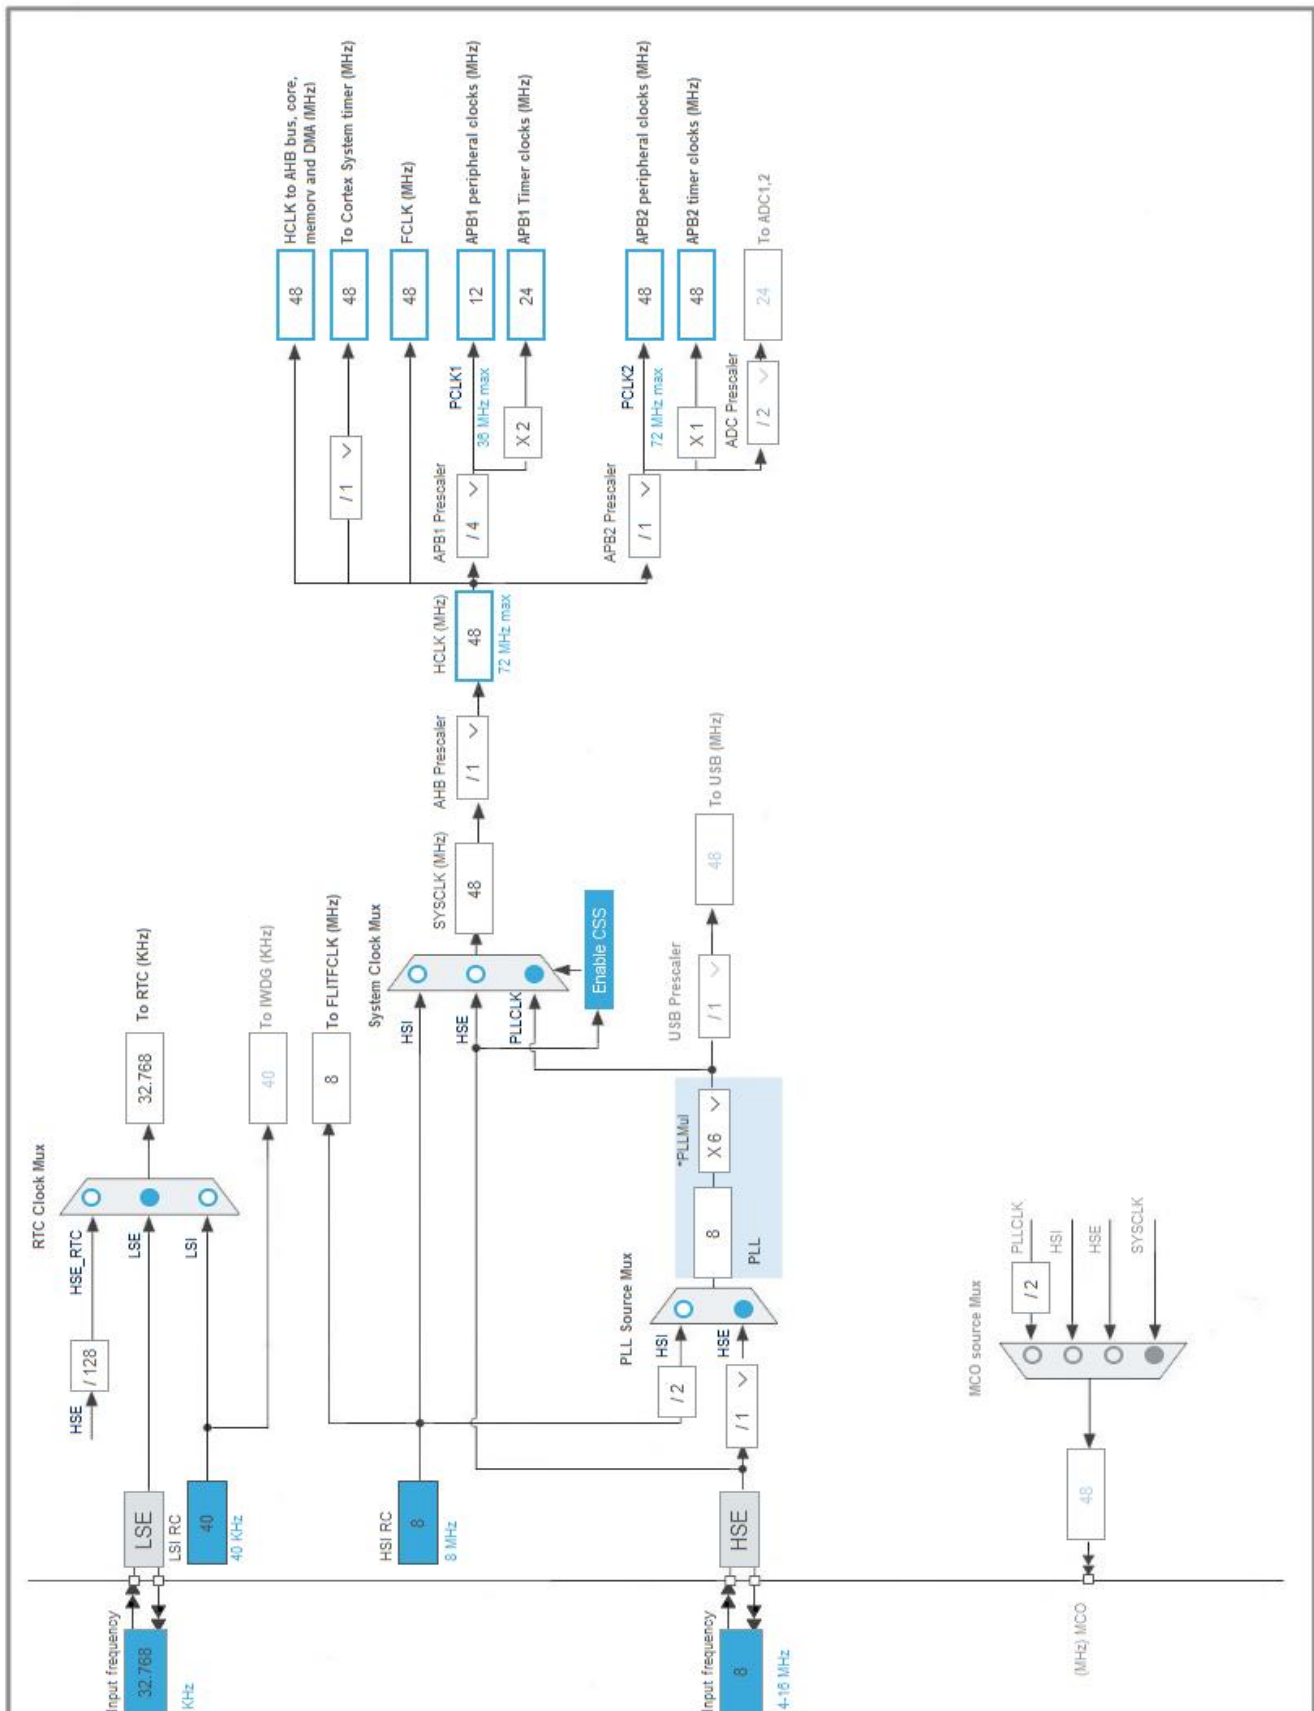 RTC Clock Mux
HSE
/ 128
HSE_RTC
Input frequency
32.768
KHz
LSE
LSE
32.768
To RTC (KHz)
LSI RC
40
40 KHz
LSI
40
To IWDG (KHz)
8
To FLITFCLK (MHz)
HSI RC
8
8 MHz
System Clock Mux
HSI
HSE
PLLCLK
Enable CSS
SYSCLK (MHz)
48
AHB Prescaler
/ 1
HCLK (MHz)
48
72 MHz max
48
HCLK to AHB bus, core,
memory and DMA (MHz)
/ 1
48
To Cortex System timer (MHz)
48
FCLK (MHz)
APB1 Prescaler
/ 4
PCLK1
36 MHz max
12
APB1 peripheral clocks (MHz)
X 2
24
APB1 Timer clocks (MHz)
APB2 Prescaler
/ 1
PCLK2
72 MHz max
48
APB2 peripheral clocks (MHz)
X 1
48
APB2 timer clocks (MHz)
ADC Prescaler
/ 2
24
To ADC1,2
PLL Source Mux
/ 2
HSI
Input frequency
8
4-16 MHz
HSE
/ 1
HSE
8
*PLLMul
X 6
PLL
USB Prescaler
/ 1
48
To USB (MHz)
MCO source Mux
/ 2
PLLCLK
HSI
HSE
SYSCLK
48
(MHz) MCO